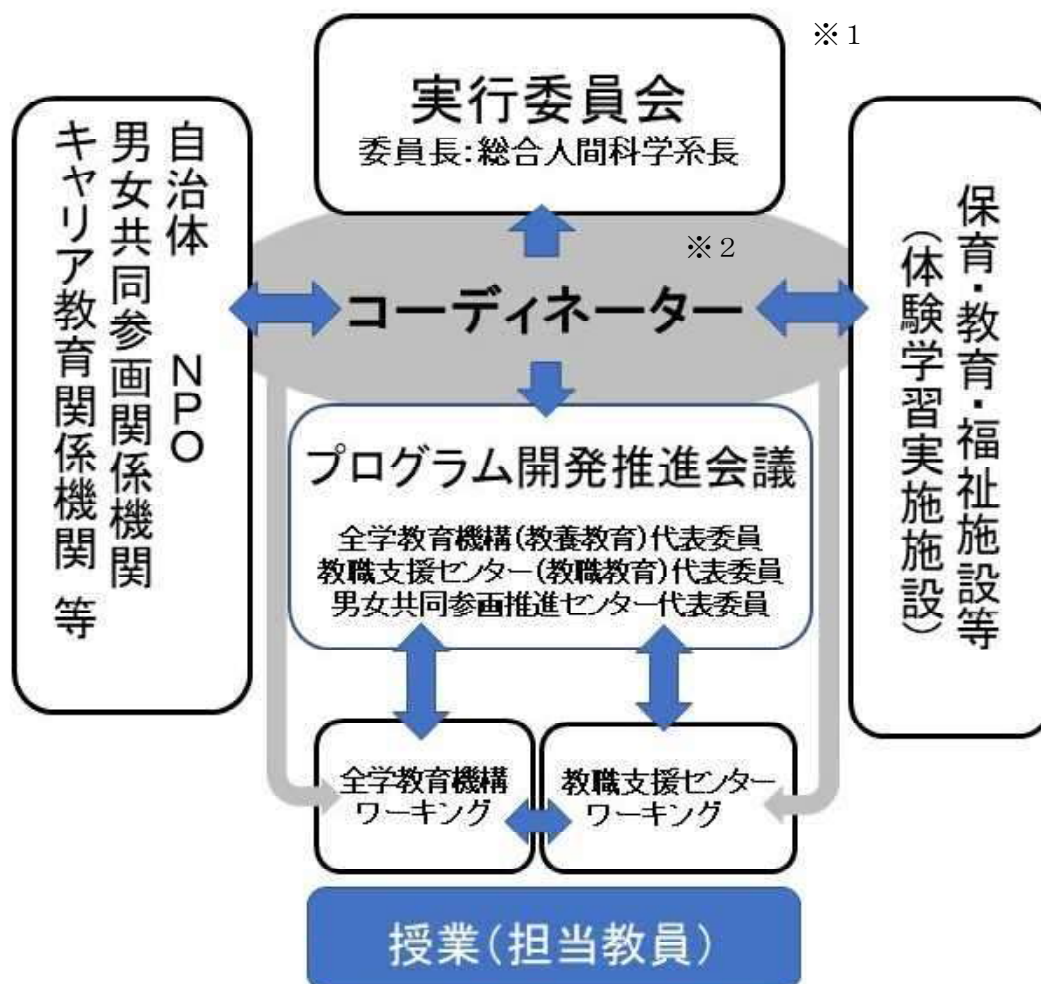 ※１
実行委員会
委員長:総合人間科学系長
自治体　ＮＰＯ
男女共同参画関係機関
キャリア教育関係機関 等
※２
コーディネーター
保育・教育・福祉施設等
（体験学習実施施設）
プログラム開発推進会議
全学教育機構(教養教育)代表委員
教職支援センター(教職教育)代表委員
男女共同参画推進センター代表委員
全学教育機構
ワーキング
教職支援センター
ワーキング
授業(担当教員)